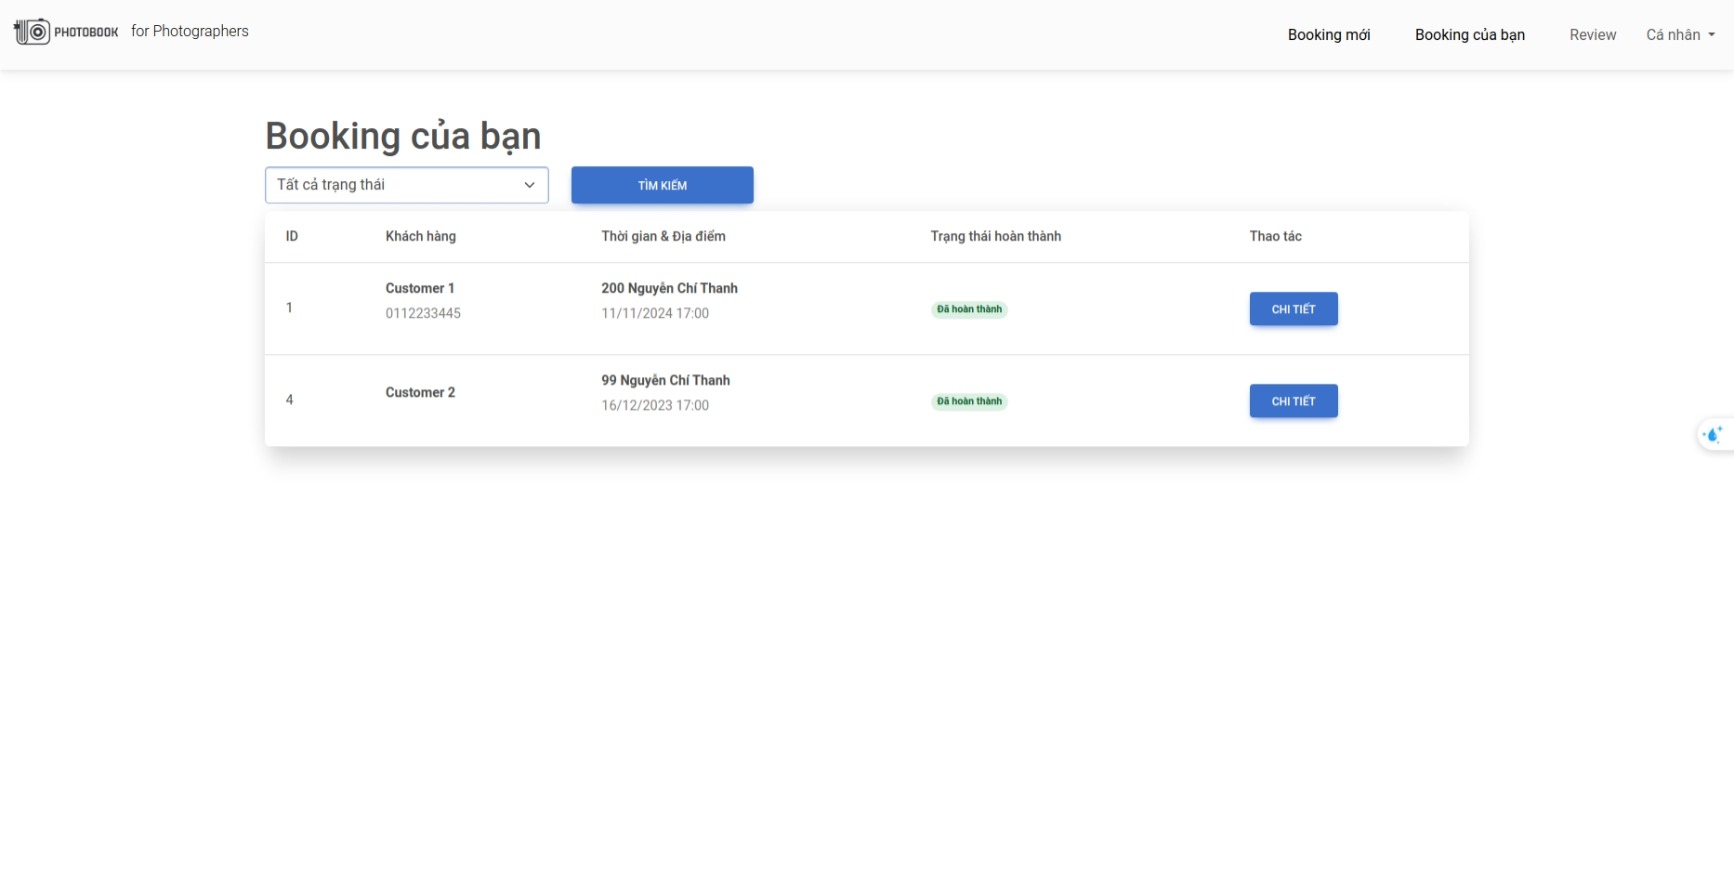 PHOTOBOOK for Photographers
Booking mới Booking của bạn Review Cá nhân
Booking của bạn
Tất cả trạng thái TÌM KIẾM
ID Khách hàng Thời gian & Địa điểm Trạng thái hoàn thành Thao tác
Customer 1 200 Nguyễn Chí Thanh
1 0112233445 11/11/2024 17:00 Đã hoàn thành CHI TIẾT
Customer 2 99 Nguyễn Chí Thanh
4 16/12/2023 17:00 Đã hoàn thành CHI TIẾT